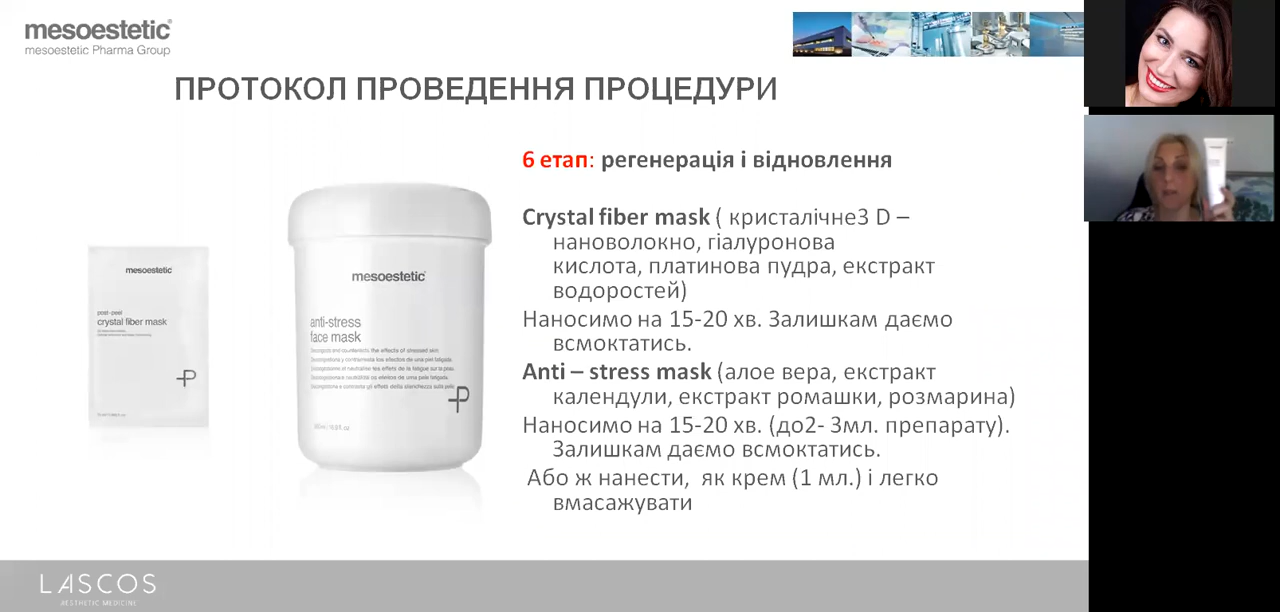 mesoestetic
mesoestetic Pharma Group
ПРОТОКОЛ ПРОВЕДЕННЯ ПРОЦЕДУРИ
6 етап: регенерація і відновлення
Crystal fiber mask ( кристалічне3 D –
нановолокно, гіалуронова
кислота, платинова пудра, екстракт
водоростей)
Наносимо на 15-20 хв. Залишкам даємо
всмоктатись.
Anti – stress mask (алое вера, екстракт
календули, екстракт ромашки, розмарина)
Наносимо на 15-20 хв. (до2- 3мл. препарату).
Залишкам даємо всмоктатись.
Або ж нанести, як крем (1 мл.) і легко
вмасажувати
mesoestetic
post-peel
crystal fiber mask
mesoestetic
anti-stress
face mask
LASCOS
AESTHETIC MEDICINE